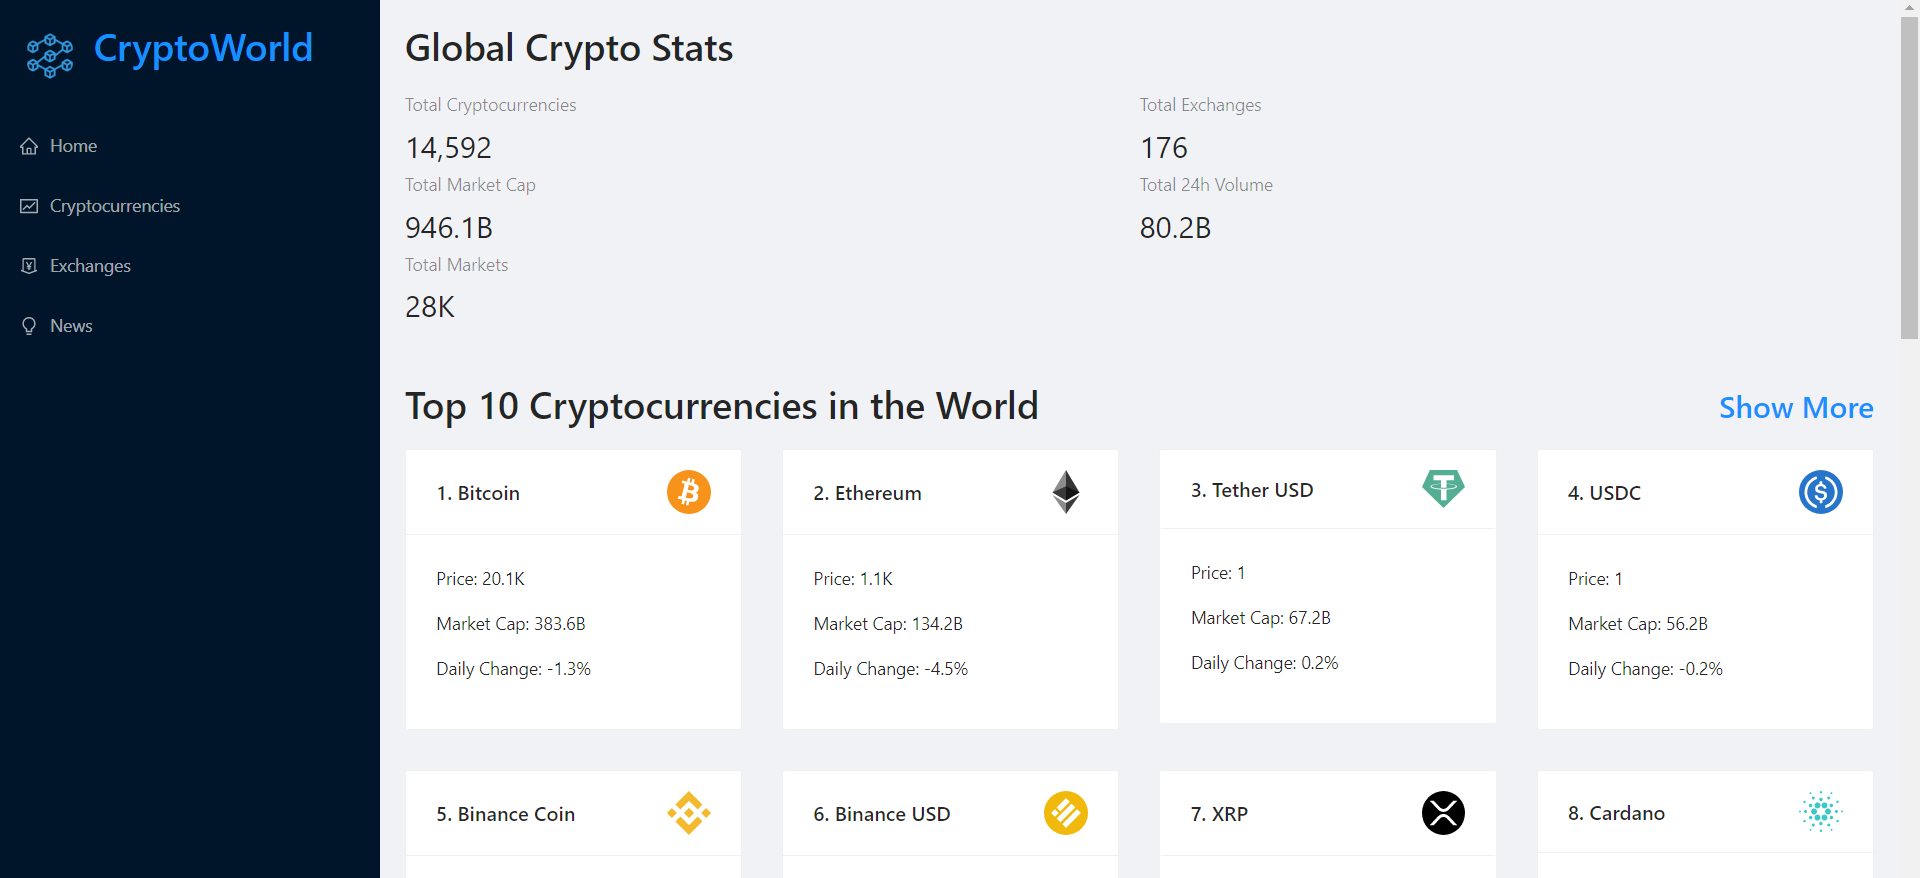 CryptoWorld
Home
Cryptocurrencies
Exchanges
News
Global Crypto Stats
Total Cryptocurrencies
14,592
Total Exchanges
176
Total Market Cap
946.1B
Total 24h Volume
80.2B
Total Markets
28K
Top 10 Cryptocurrencies in the World
Show More
1. Bitcoin
Price: 20.1K
Market Cap: 383.6B
Daily Change: -1.3%
2. Ethereum
Price: 1.1K
Market Cap: 134.2B
Daily Change: -4.5%
3. Tether USD
Price: 1
Market Cap: 67.2B
Daily Change: 0.2%
4. USDC
Price: 1
Market Cap: 56.2B
Daily Change: -0.2%
5. Binance Coin
6. Binance USD
7. XRP
8. Cardano